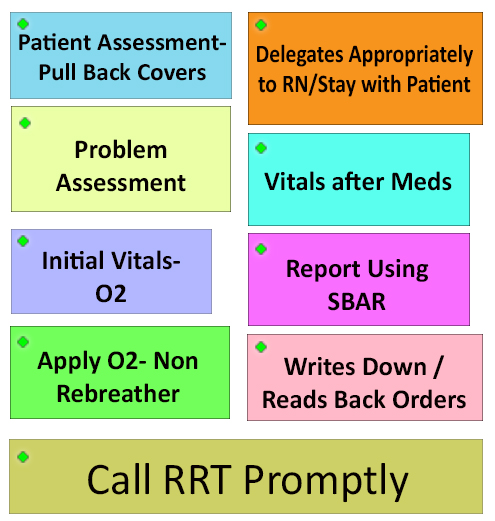 Patient Assessment-
Pull Back Covers
Problem
Assessment
Initial Vitals-
O2
Apply O2- Non
Rebreather
Delegates Appropriately
to RN/Stay with Patient
Vitals after Meds
Report Using
SBAR
Writes Down /
Reads Back Orders
Call RRT Promptly